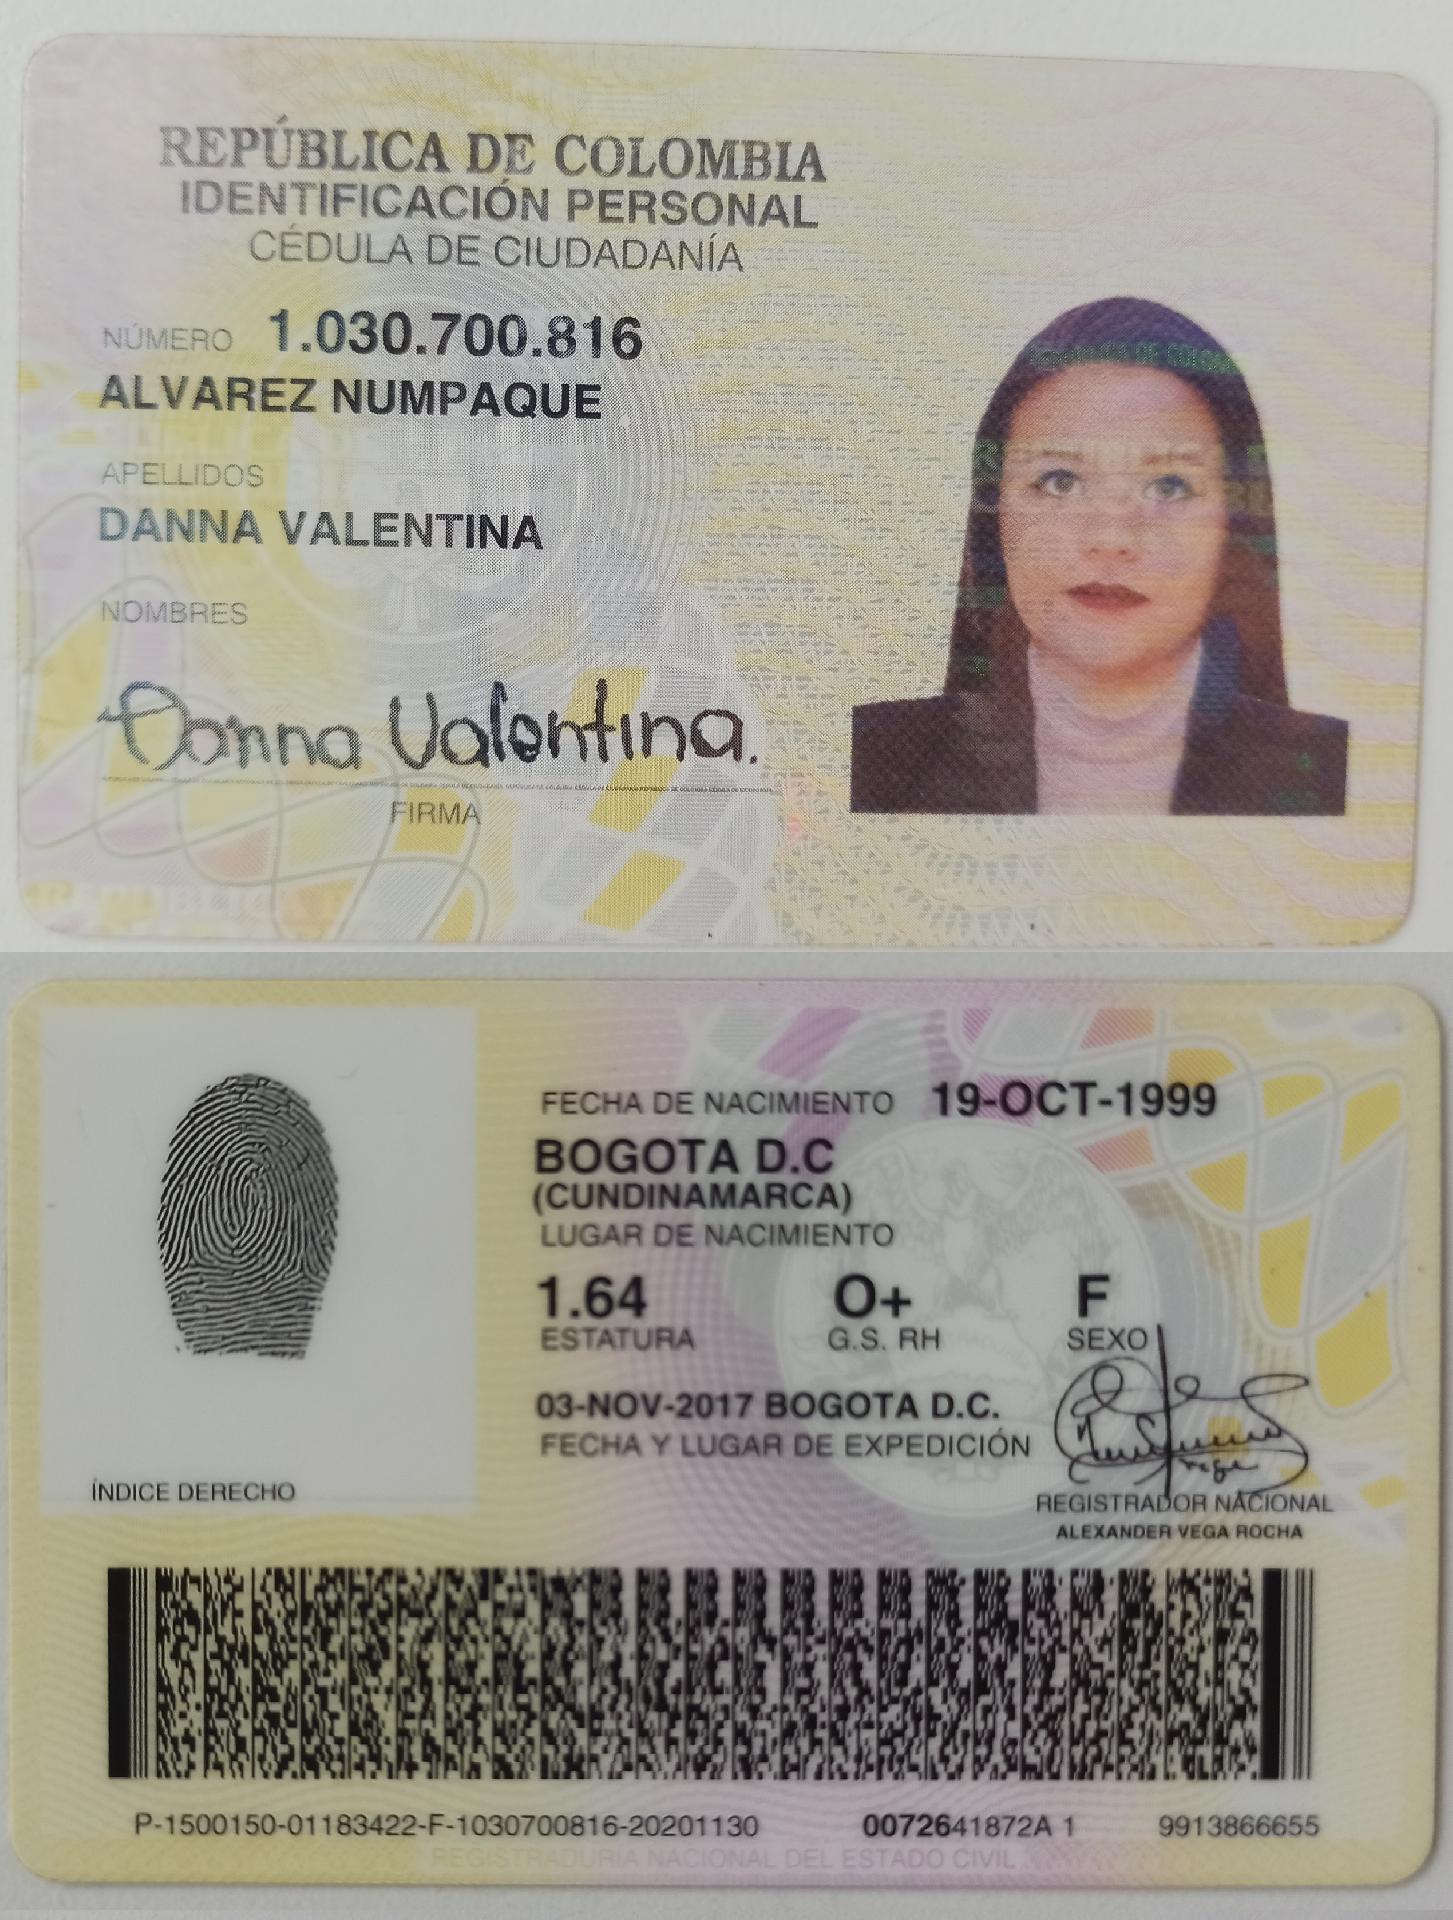 REPÚBLICA DE COLOMBIA
IDENTIFICACIÓN PERSONAL
CÉDULA DE CIUDADANÍA
NÚMERO 1.030.700.816
ALVAREZ NUMPAQUE
APELLIDOS
DANNA VALENTINA
NOMBRES
Danna Valentina.
FIRMA
FECHA DE NACIMIENTO 19-OCT-1999
BOGOTA D.C
(CUNDINAMARCA)
LUGAR DE NACIMIENTO
1.64 O+ F
ESTATURA G.S. RH SEXO
03-NOV-2017 BOGOTA D.C.
FECHA Y LUGAR DE EXPEDICIÓN
ÍNDICE DERECHO
REGISTRADOR NACIONAL
ALEXANDER VEGA ROCHA
P-1500150-01183422-F-1030700816-20201130 0072641872A 1 9913866655
REGISTRADURIA NACIONAL DEL ESTADO CIVIL